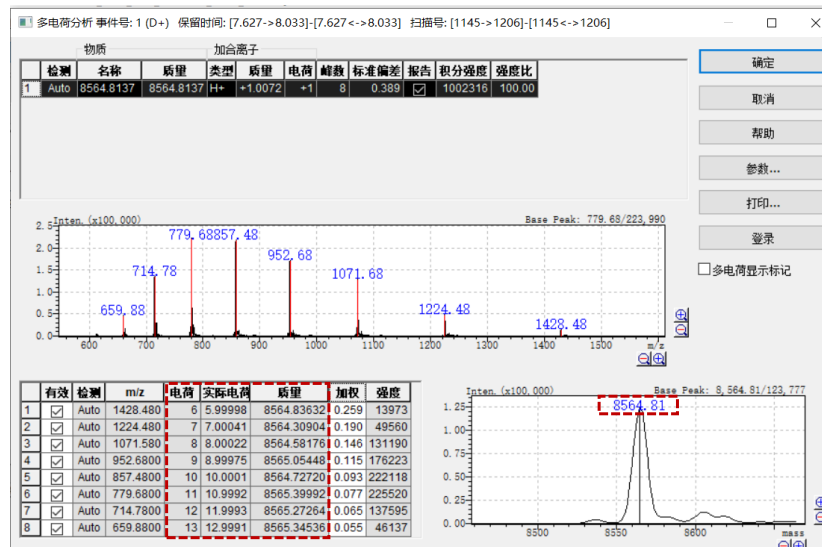 多电荷分析 事件号: 1 (D+) 保留时间: [7.627->8.033]-[7.627<->8.033] 扫描号: [1145->1206]-[1145<->1206]
物质 加合离子
检测 名称 质量 类型 质量 电荷 峰数 标准偏差 报告 积分强度 强度比
1 Auto 8564.8137 8564.8137 H+ +1.0072 +1 8 0.389 1002316 100.00
确定
取消
帮助
参数...
打印...
登录
多电荷显示标记
Inten. (x100,000) Base Peak: 779.68/223,990
2.5
2.0
1.5
1.0
0.5
0.0
659.88 714.78 779.68 857.48 952.68 1071.68 1224.48 1428.48
600 700 800 900 1000 1100 1200 1300 1400 1500 m/z
有效 检测 m/z 电荷 实际电荷 质量 加权 强度
1 Auto 1428.480 6 5.99998 8564.83632 0.259 13973
2 Auto 1224.480 7 7.00041 8564.30904 0.190 49560
3 Auto 1071.580 8 8.00022 8564.58176 0.146 131190
4 Auto 952.6800 9 8.99975 8565.05448 0.115 176223
5 Auto 857.4800 10 10.0001 8564.72720 0.093 222118
6 Auto 779.6800 11 10.9992 8565.39992 0.077 225520
7 Auto 714.7800 12 11.9993 8565.27264 0.065 137595
8 Auto 659.8800 13 12.9991 8565.34536 0.055 46137
Inten. (x100,000) Base Peak: 8,564.81/123,777
8564.81
1.25
1.00
0.75
0.50
0.25
0.00
8500 8550 8600 mass